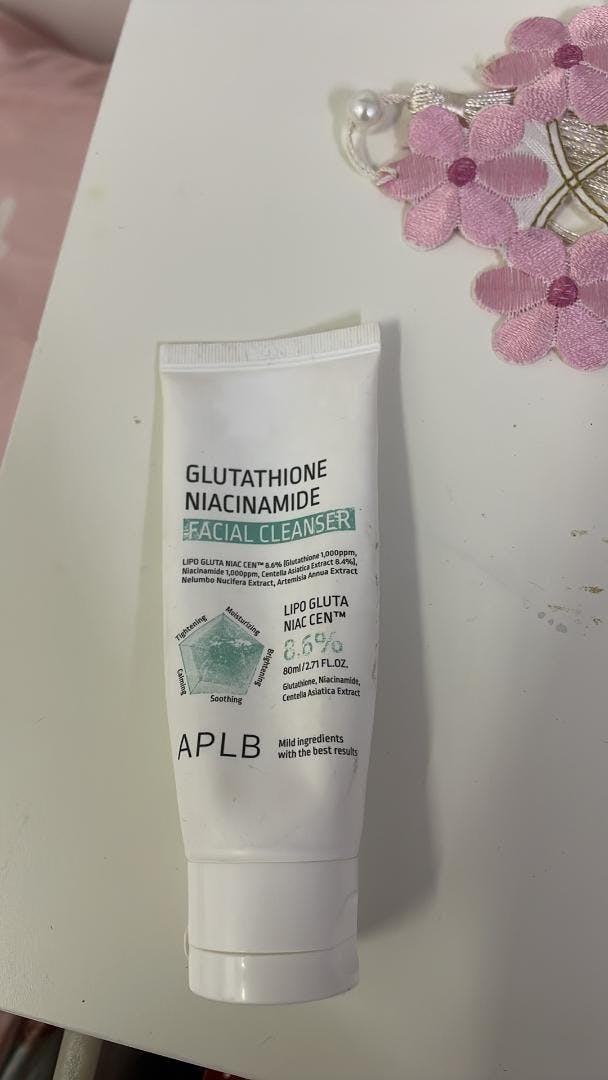 GLUTATHIONE
NIACINAMIDE
FACIAL CLEANSER
LIPO GLUTA NIAC CEN™ 8.6% (Glutathione 1,000ppm,
Niacinamide 1,000ppm, Centella Asiatica Extract 8.4%),
Nelumbo Nucifera Extract, Artemisia Annua Extract
Tightening
Moisturizing
Brightening
Soothing
Calming
LIPO GLUTA
NIAC CEN™
8.6%
80ml/2.71 FL.OZ.
Glutathione, Niacinamide,
Centella Asiatica Extract
APLB
Mild ingredients
with the best results